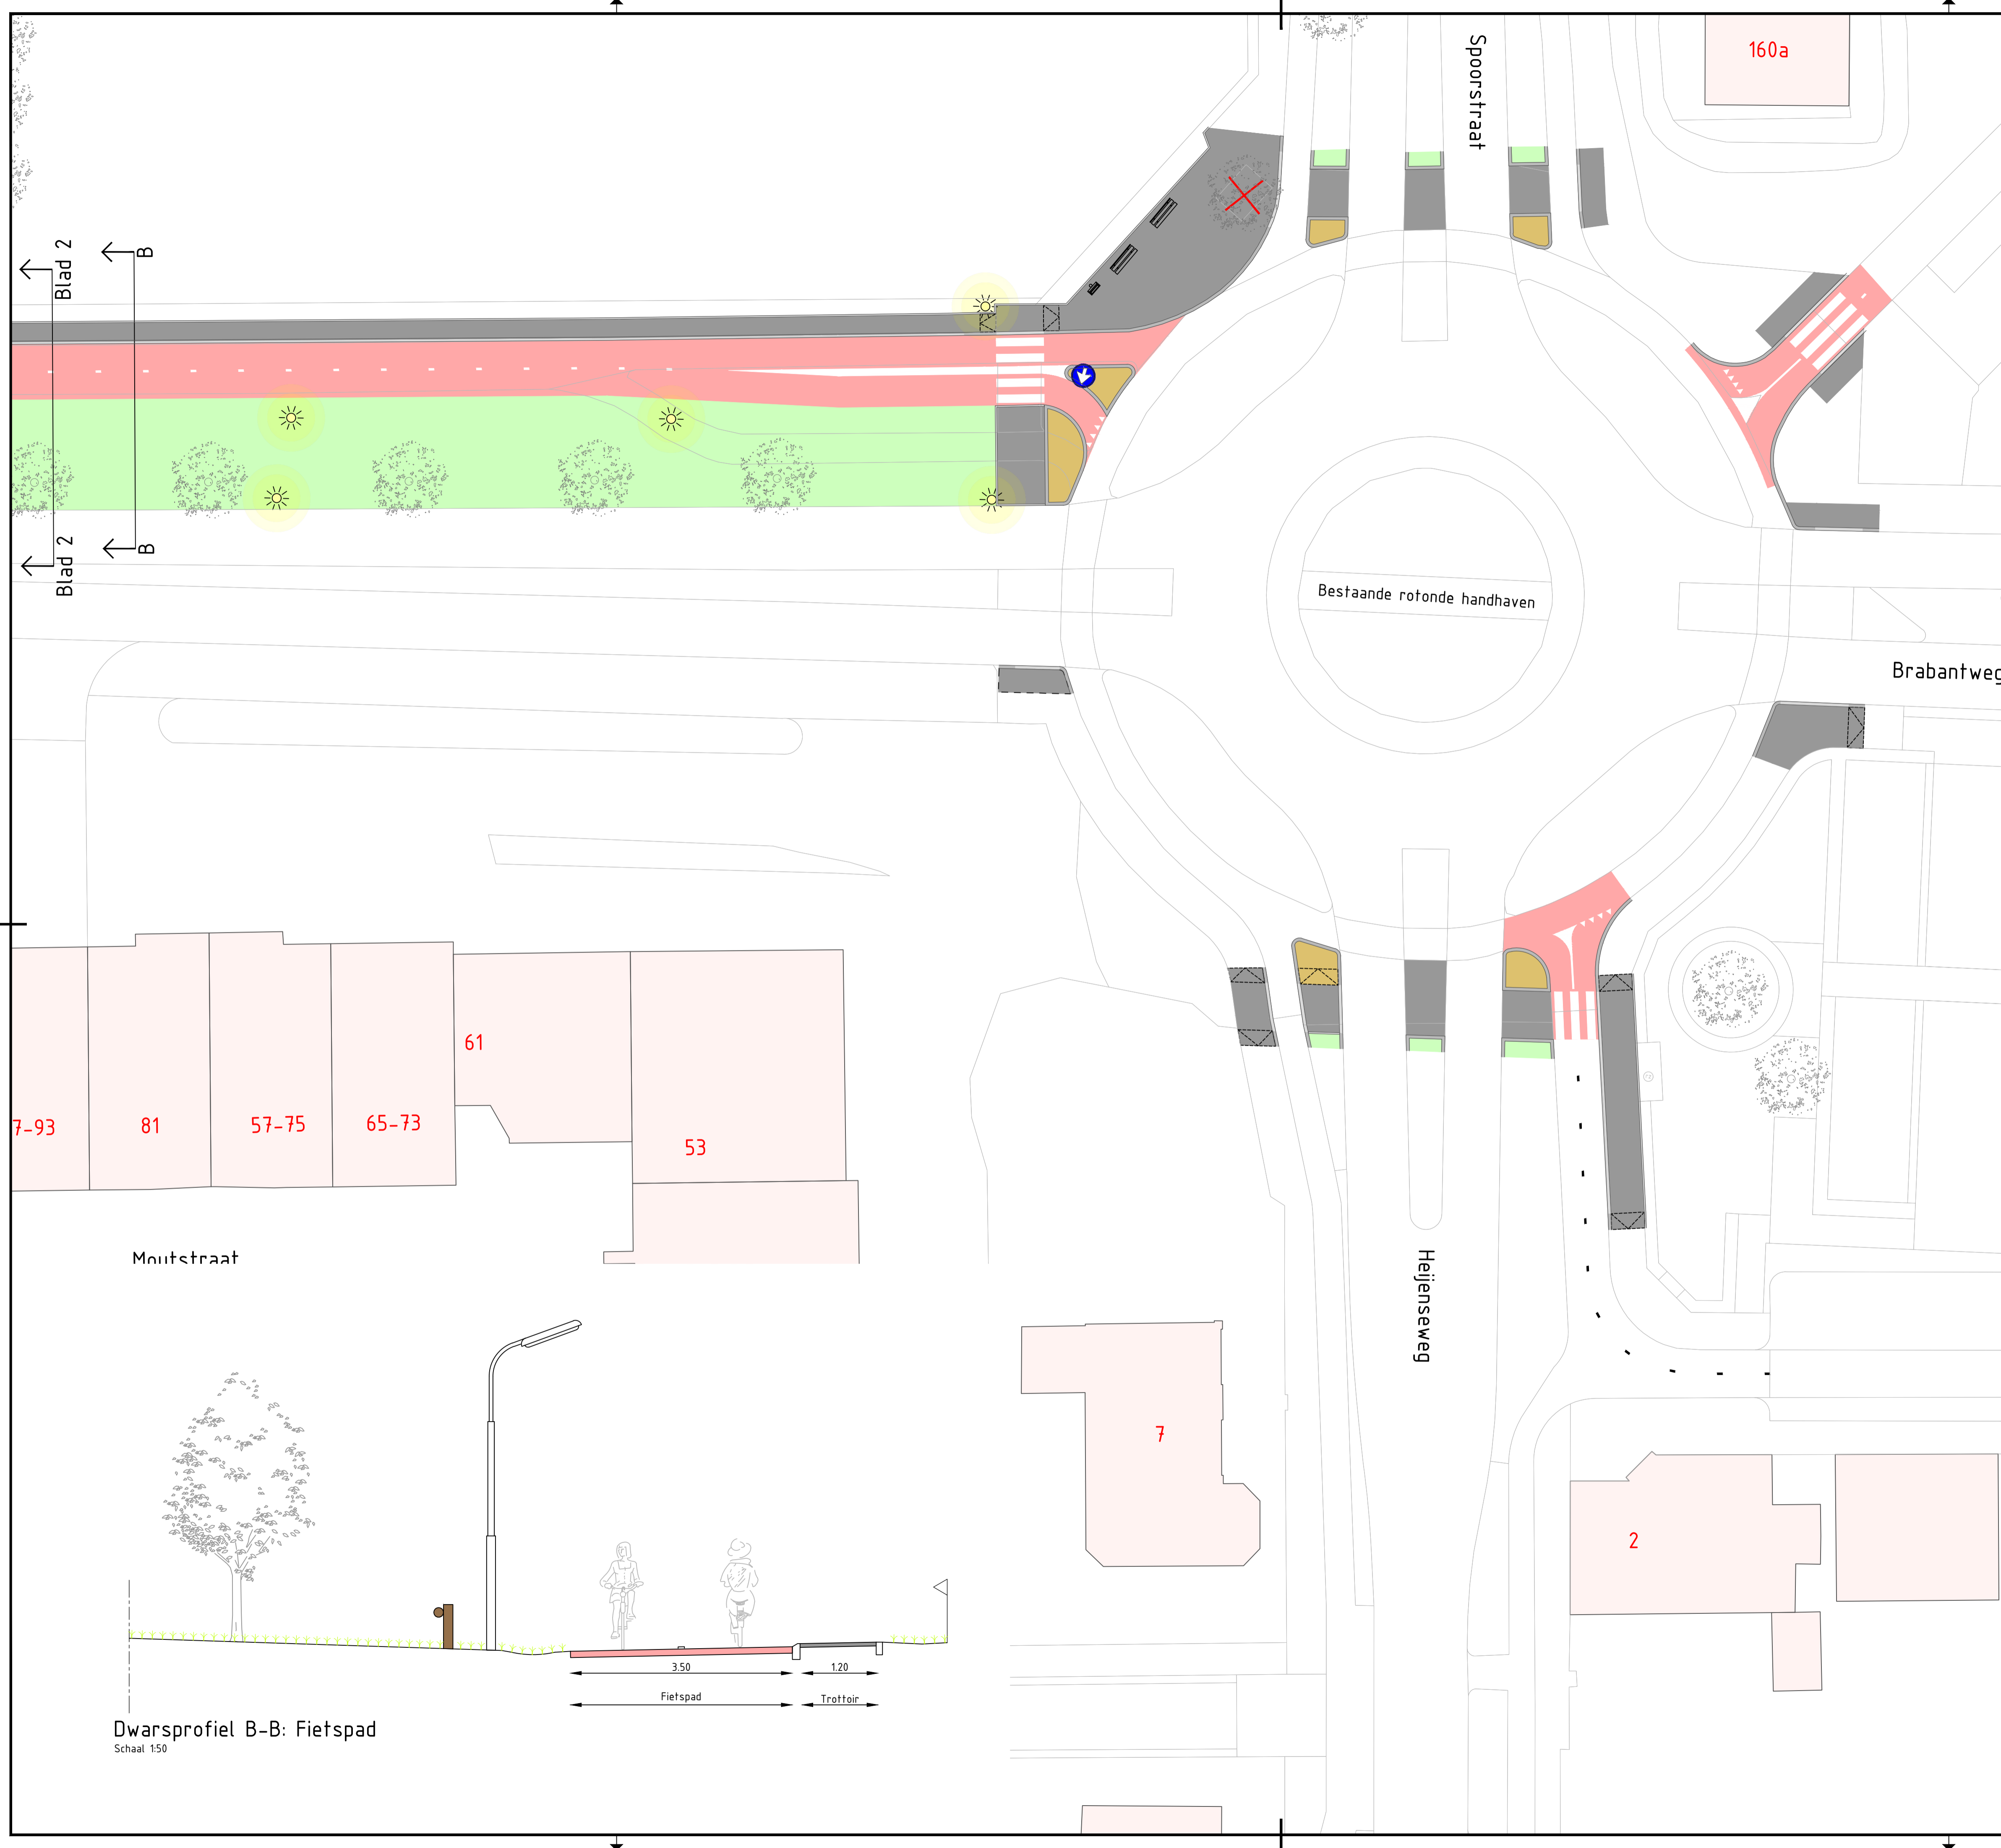 Spoorstraat
160a
Blad 2
B
Bestaande rotonde handhaven
B
Blad 2
Brabantweg
61
7-93
81
57-75
65-73
53
Moutstraat
Heijenseweg
7
2
3.50
1.20
Fietspad
Trottoir
Dwarsprofiel B-B: Fietspad
Schaal 1:50